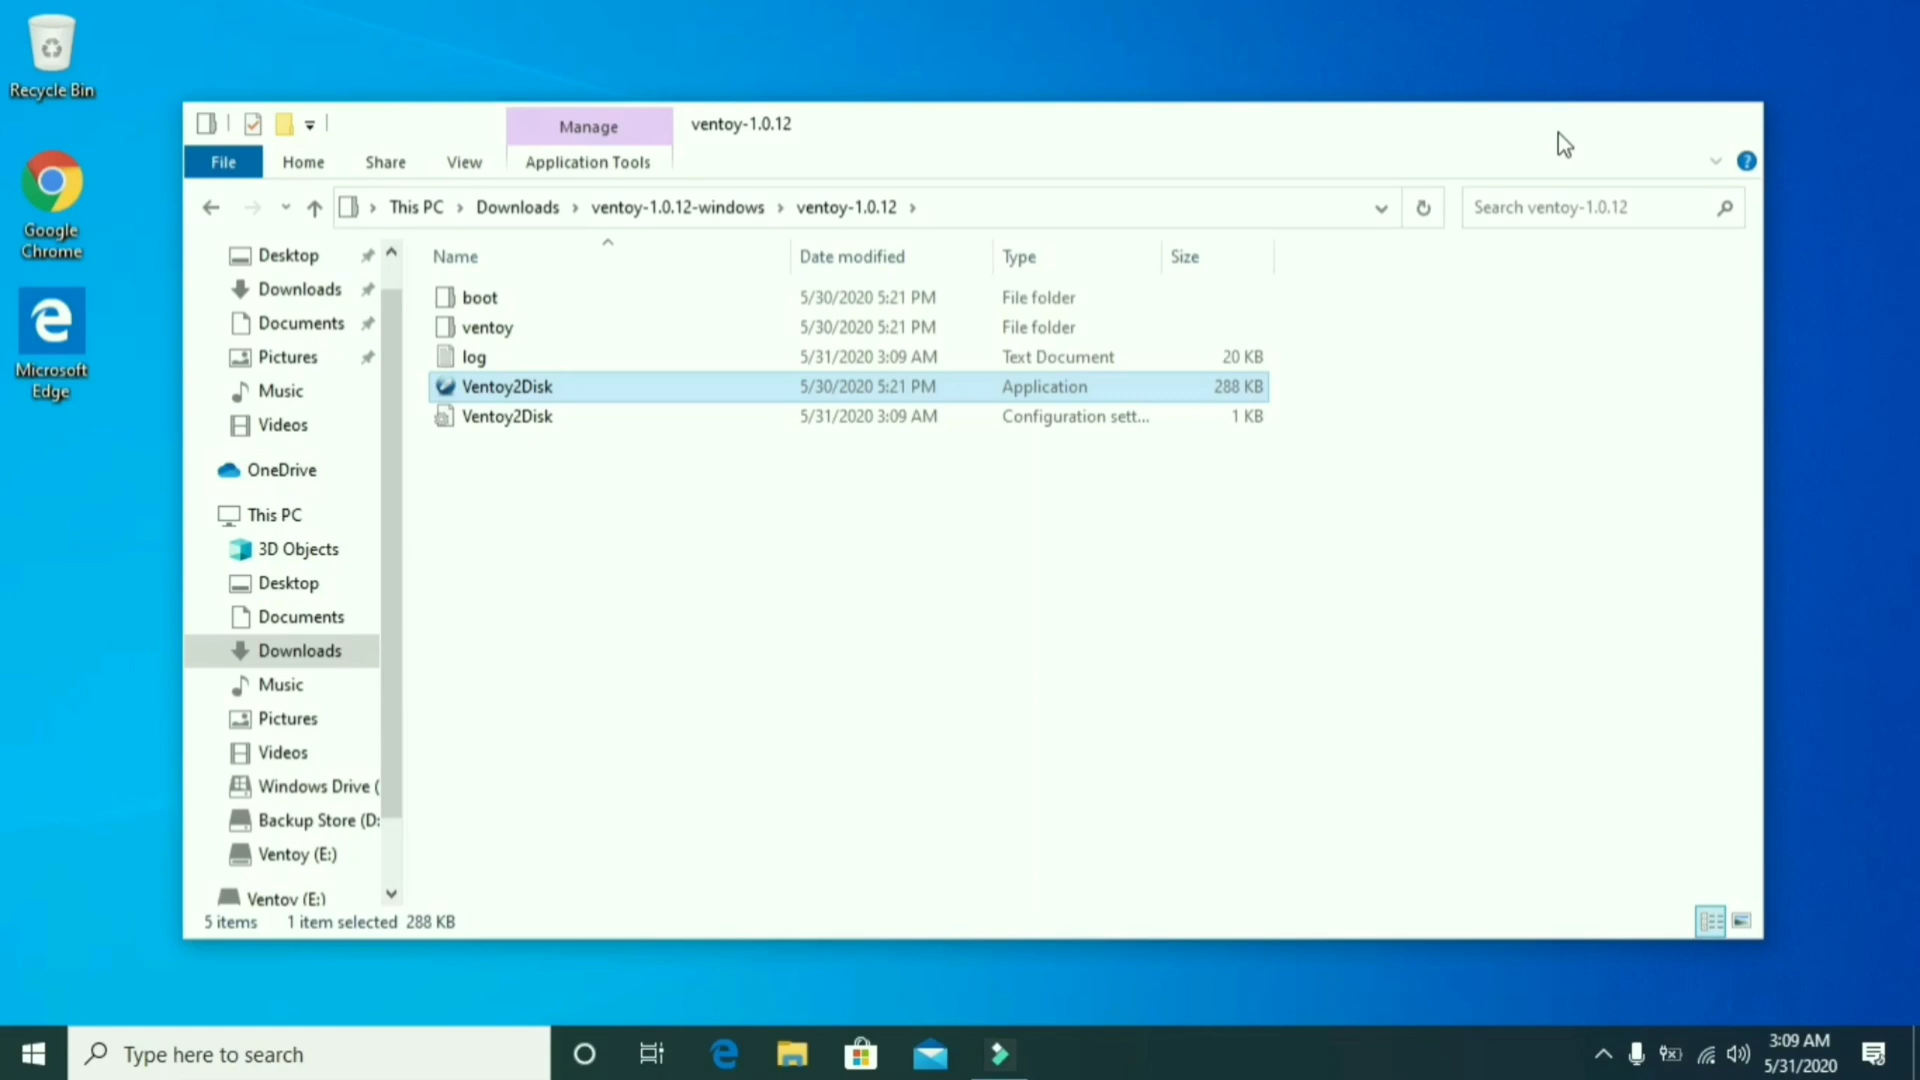 Recycle Bin
Google
Chrome
Microsoft
Edge
Manage
ventoy-1.0.12
File
Home
Share
View
Application Tools
This PC
Downloads
ventoy-1.0.12-windows
ventoy-1.0.12
Search ventoy-1.0.12
Desktop
Downloads
Documents
Pictures
Music
Videos
OneDrive
This PC
3D Objects
Desktop
Documents
Downloads
Music
Pictures
Videos
Windows Drive (
Backup Store (D:
Ventoy (E:)
Ventoy (E:)
Name Date modified Type Size
boot 5/30/2020 5:21 PM File folder
ventoy 5/30/2020 5:21 PM File folder
log 5/31/2020 3:09 AM Text Document 20 KB
Ventoy2Disk 5/30/2020 5:21 PM Application 288 KB
Ventoy2Disk 5/31/2020 3:09 AM Configuration sett... 1 KB
5 items 1 item selected 288 KB
Type here to search
3:09 AM
5/31/2020